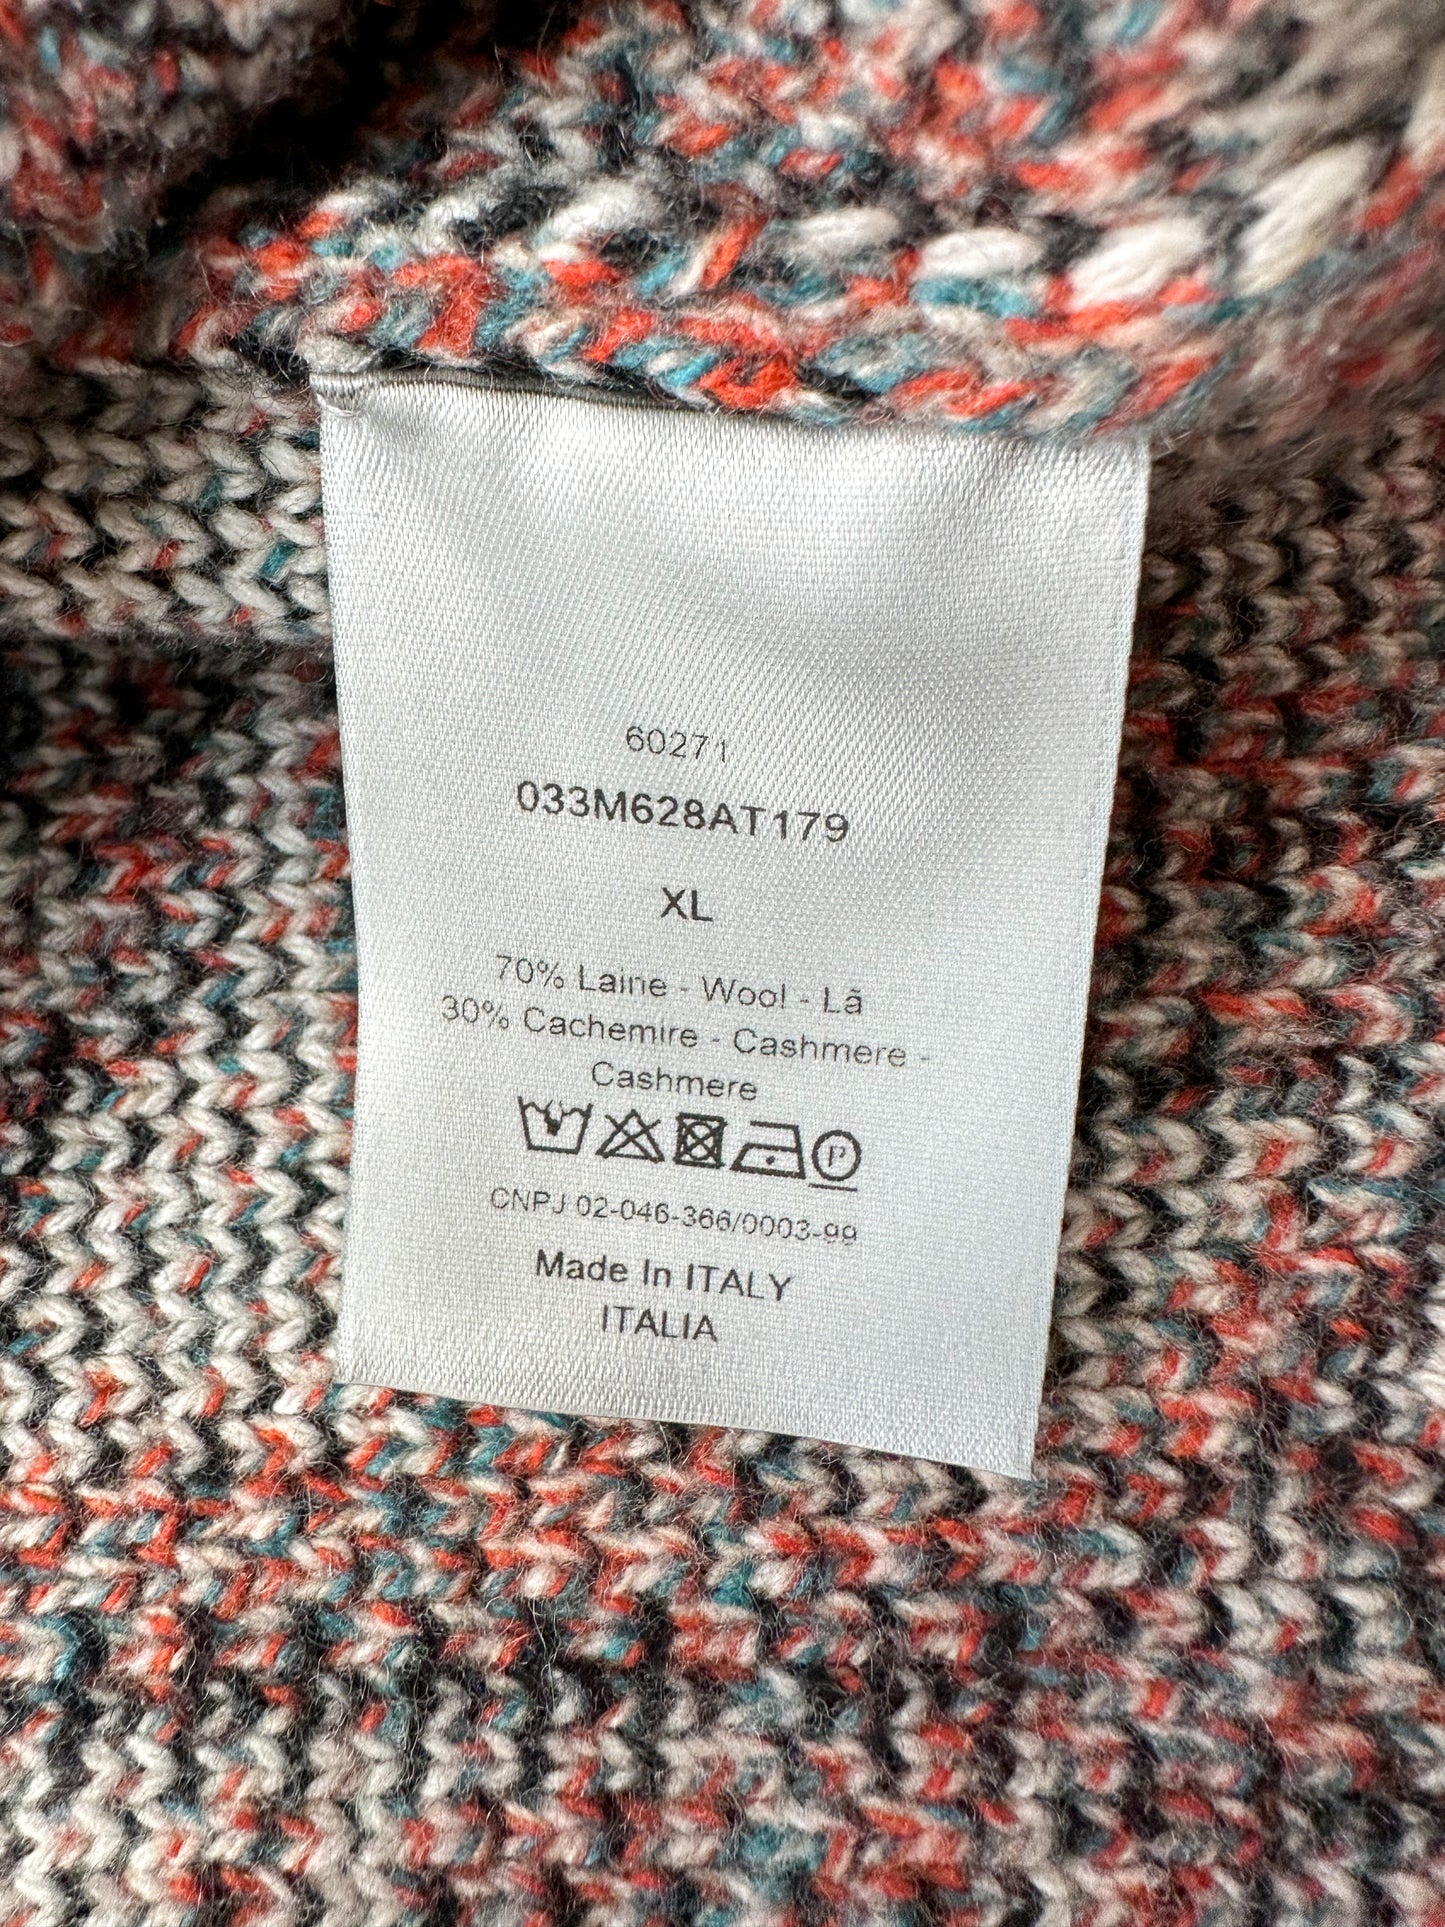 60271
033M628AT179
XL
70% Laine - Wool - Lã
30% Cachemire - Cashmere -
Cashmere
P
CNPJ 02-046-366/0003-99
Made In ITALY
ITALIA